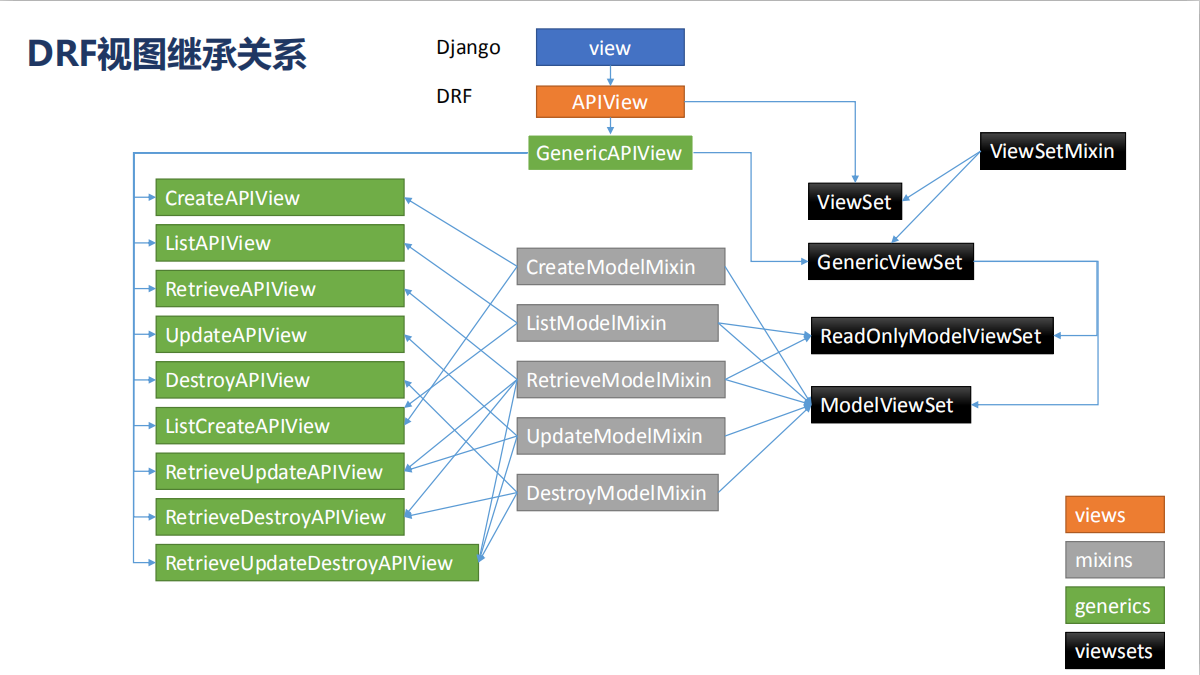 DRF视图继承关系
Django
view
DRF
APIView
GenericAPIView
ViewSetMixin
ViewSet
GenericViewSet
CreateAPIView
ListAPIView
RetrieveAPIView
UpdateAPIView
DestroyAPIView
ListCreateAPIView
RetrieveUpdateAPIView
RetrieveDestroyAPIView
RetrieveUpdateDestroyAPIView
CreateModelMixin
ListModelMixin
RetrieveModelMixin
UpdateModelMixin
DestroyModelMixin
ReadOnlyModelViewSet
ModelViewSet
views
mixins
generics
viewsets